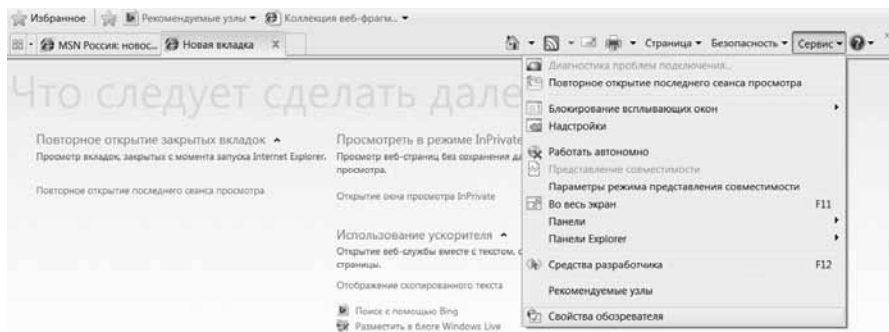 Избранное Рекомендуемые узлы Коллекция веб-фрагм...
MSN Россия: новос... Новая вкладка X Страница Безопасность Сервис
Что следует сделать дале
Повторное открытие закрытых вкладок
Просмотр вкладок, закрытых с момента запуска Internet Explorer.
Повторное открытие последнего сеанса просмотра
Просмотреть в режиме InPrivate
Просмотр веб-страниц без сохранения да
просмотра.
Открытие окна просмотра InPrivate
Использование ускорителя
Открытие веб-службы вместе с текстом, с
страницы.
Отображение скопированного текста
Поиск с помощью Bing
Разместить в блоге Windows Live
Диагностика проблем подключения...
Повторное открытие последнего сеанса просмотра
Блокирование всплывающих окон
Надстройки
Работать автономно
Представление совместимости
Параметры режима представления совместимости
Во весь экран F11
Панели
Панели Explorer
Средства разработчика F12
Рекомендуемые узлы
Свойства обозревателя